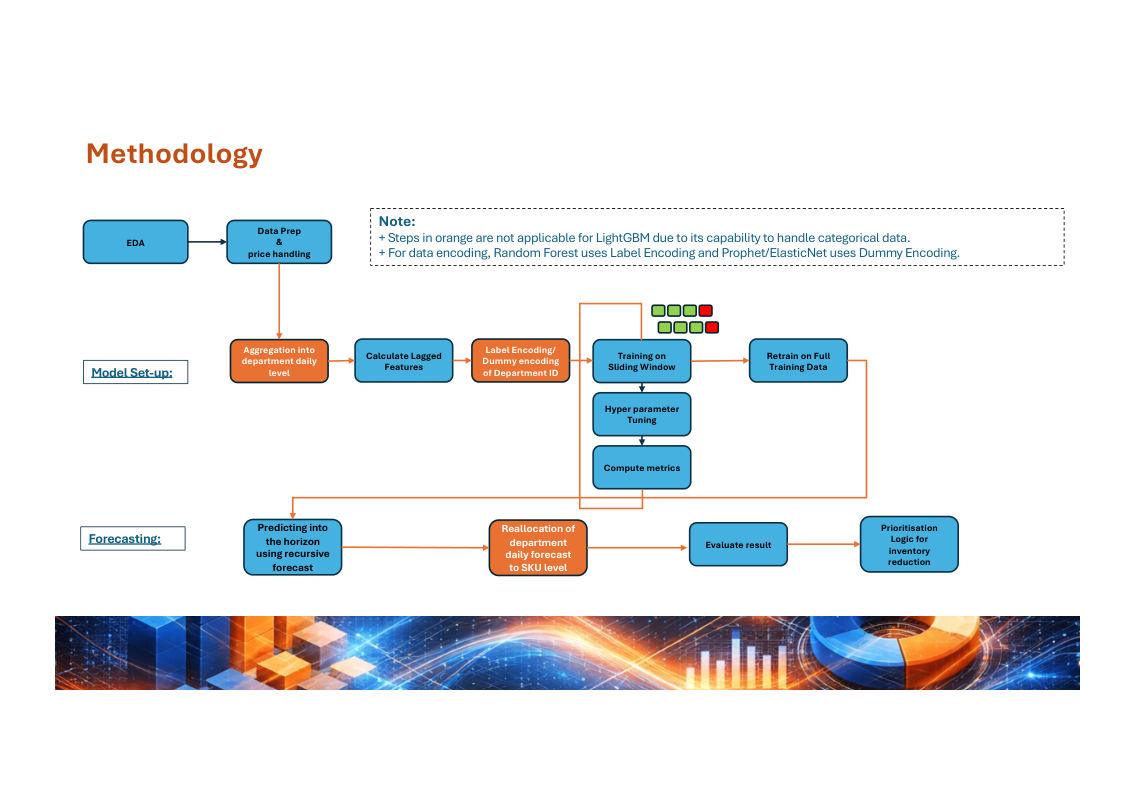 Methodology
EDA
Data Prep
&
price handling
Note:
+ Steps in orange are not applicable for LightGBM due to its capability to handle categorical data.
+ For data encoding, Random Forest uses Label Encoding and Prophet/ElasticNet uses Dummy Encoding.
Model Set-up:
Aggregation into
department daily
level
Calculate Lagged
Features
Label Encoding/
Dummy encoding
of Department ID
Training on
Sliding Window
Retrain on Full
Training Data
Hyper parameter
Tuning
Compute metrics
Forecasting:
Predicting into
the horizon
using recursive
forecast
Reallocation of
department
daily forecast
to SKU level
Evaluate result
Prioritisation
Logic for
inventory
reduction